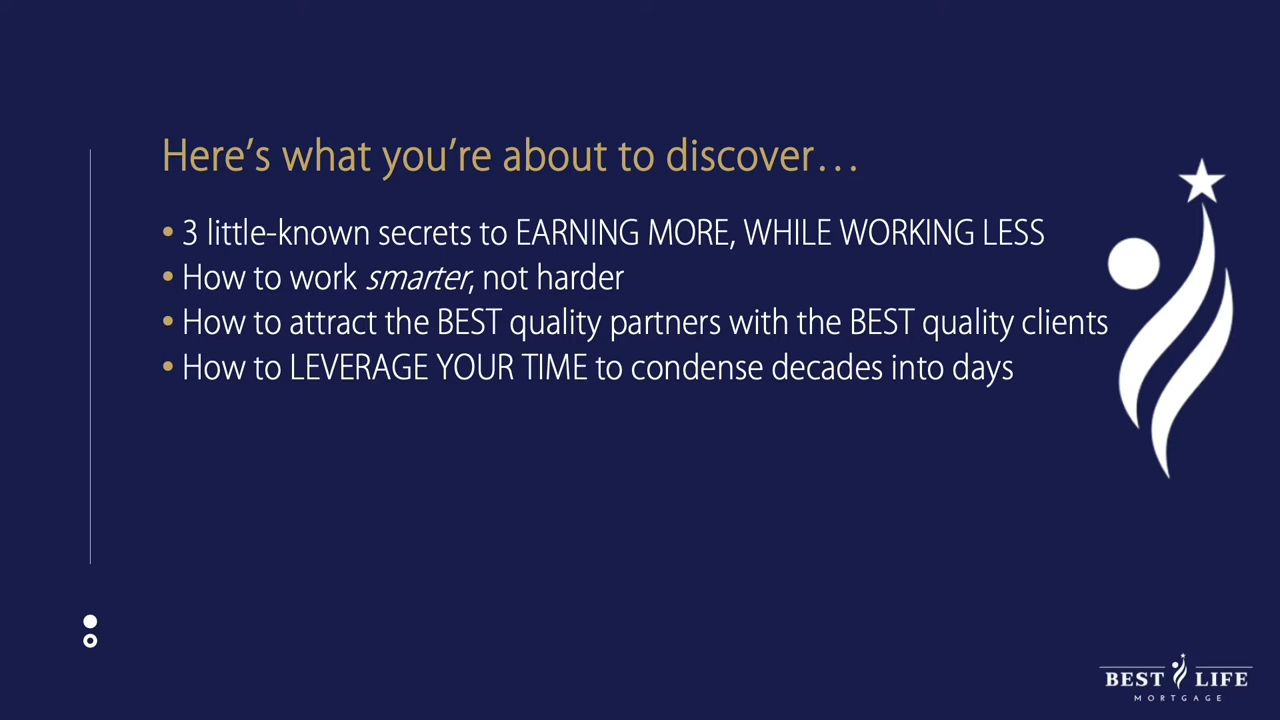 Here's what you're about to discover…
• 3 little-known secrets to EARNING MORE, WHILE WORKING LESS
• How to work smarter, not harder
• How to attract the BEST quality partners with the BEST quality clients
• How to LEVERAGE YOUR TIME to condense decades into days
BEST LIFE
MORTGAGE